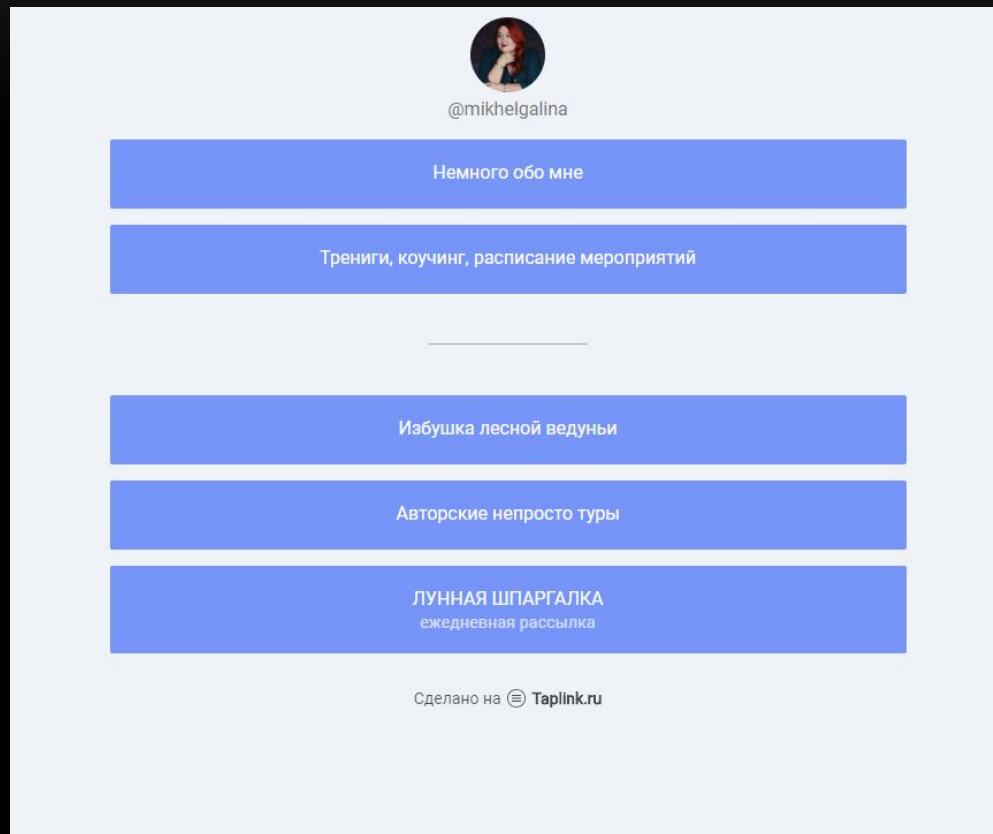 @mikhelgalina
Немного обо мне
Трениги, коучинг, расписание мероприятий
Избушка лесной ведуньи
Авторские непросто туры
ЛУННАЯ ШПАРГАЛКА
ежедневная рассылка
Сделано на Taplink.ru